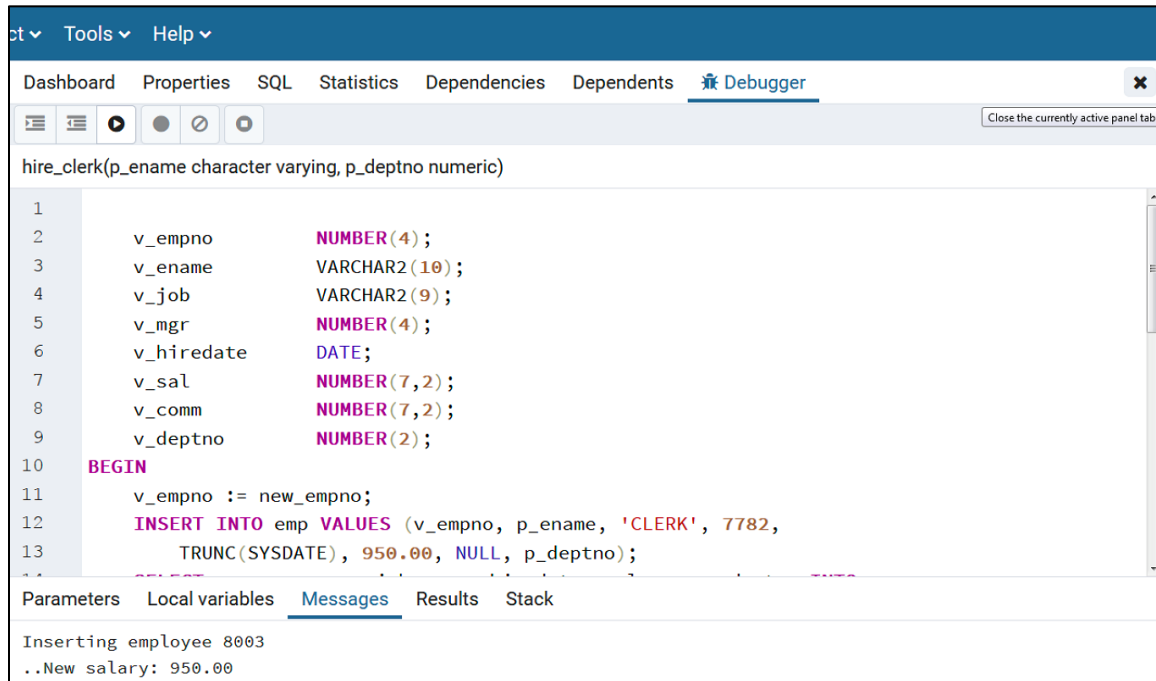 ct Tools Help
Dashboard Properties SQL Statistics Dependencies Dependents Debugger
Close the currently active panel tab
hire_clerk(p_ename character varying, p_deptno numeric)
1
2 v_empno NUMBER(4);
3 v_ename VARCHAR2(10);
4 v_job VARCHAR2(9);
5 v_mgr NUMBER(4);
6 v_hiredate DATE;
7 v_sal NUMBER(7,2);
8 v_comm NUMBER(7,2);
9 v_deptno NUMBER(2);
10 BEGIN
11 v_empno := new_empno;
12 INSERT INTO emp VALUES (v_empno, p_ename, 'CLERK', 7782,
13 TRUNC(SYSDATE), 950.00, NULL, p_deptno);
Parameters Local variables Messages Results Stack
Inserting employee 8003
..New salary: 950.00